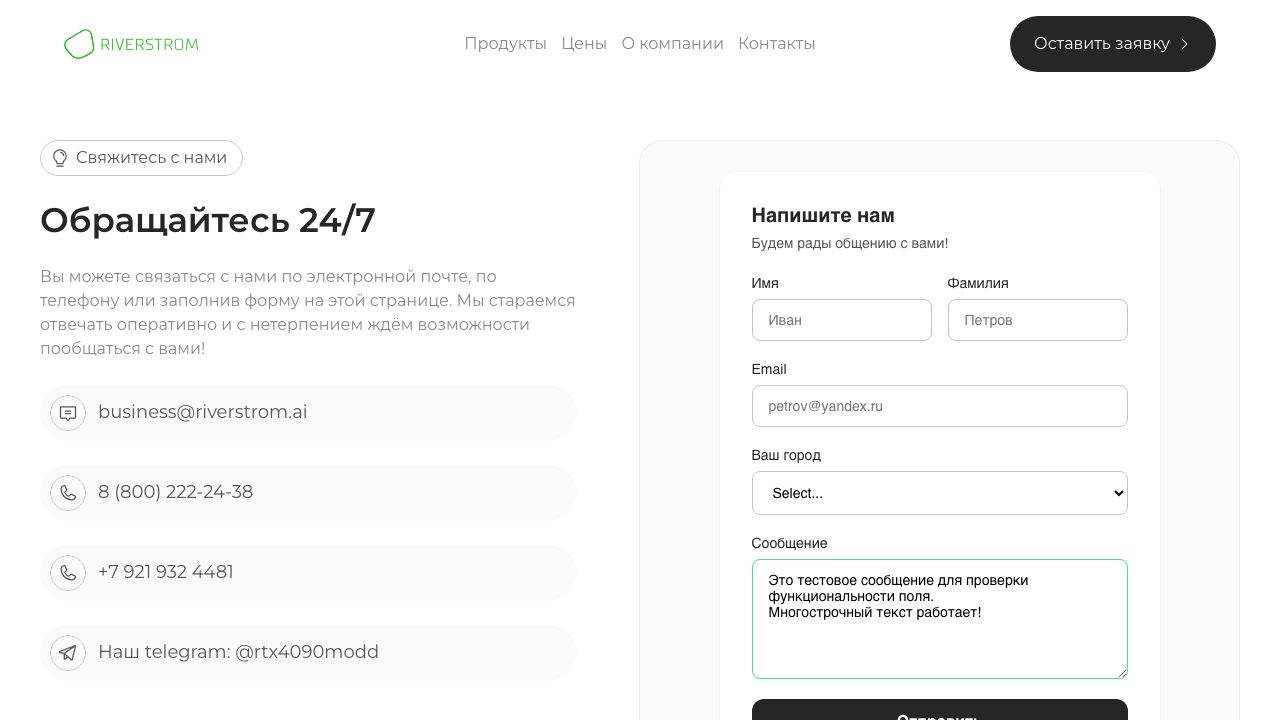 RIVERSTROM
Продукты
Цены
О компании
Контакты
Оставить заявку
Свяжитесь с нами
Обращайтесь 24/7
Вы можете связаться с нами по электронной почте, по
телефону или заполнив форму на этой странице. Мы стараемся
отвечать оперативно и с нетерпением ждём возможности
пообщаться с вами!
business@riverstrom.ai
8 (800) 222-24-38
+7 921 932 4481
Наш telegram: @rtx4090modd
Напишите нам
Будем рады общению с вами!
Имя
Фамилия
Иван
Петров
Email
petrov@yandex.ru
Ваш город
Select...
Сообщение
Это тестовое сообщение для проверки
функциональности поля.
Многострочный текст работает!
Отправить